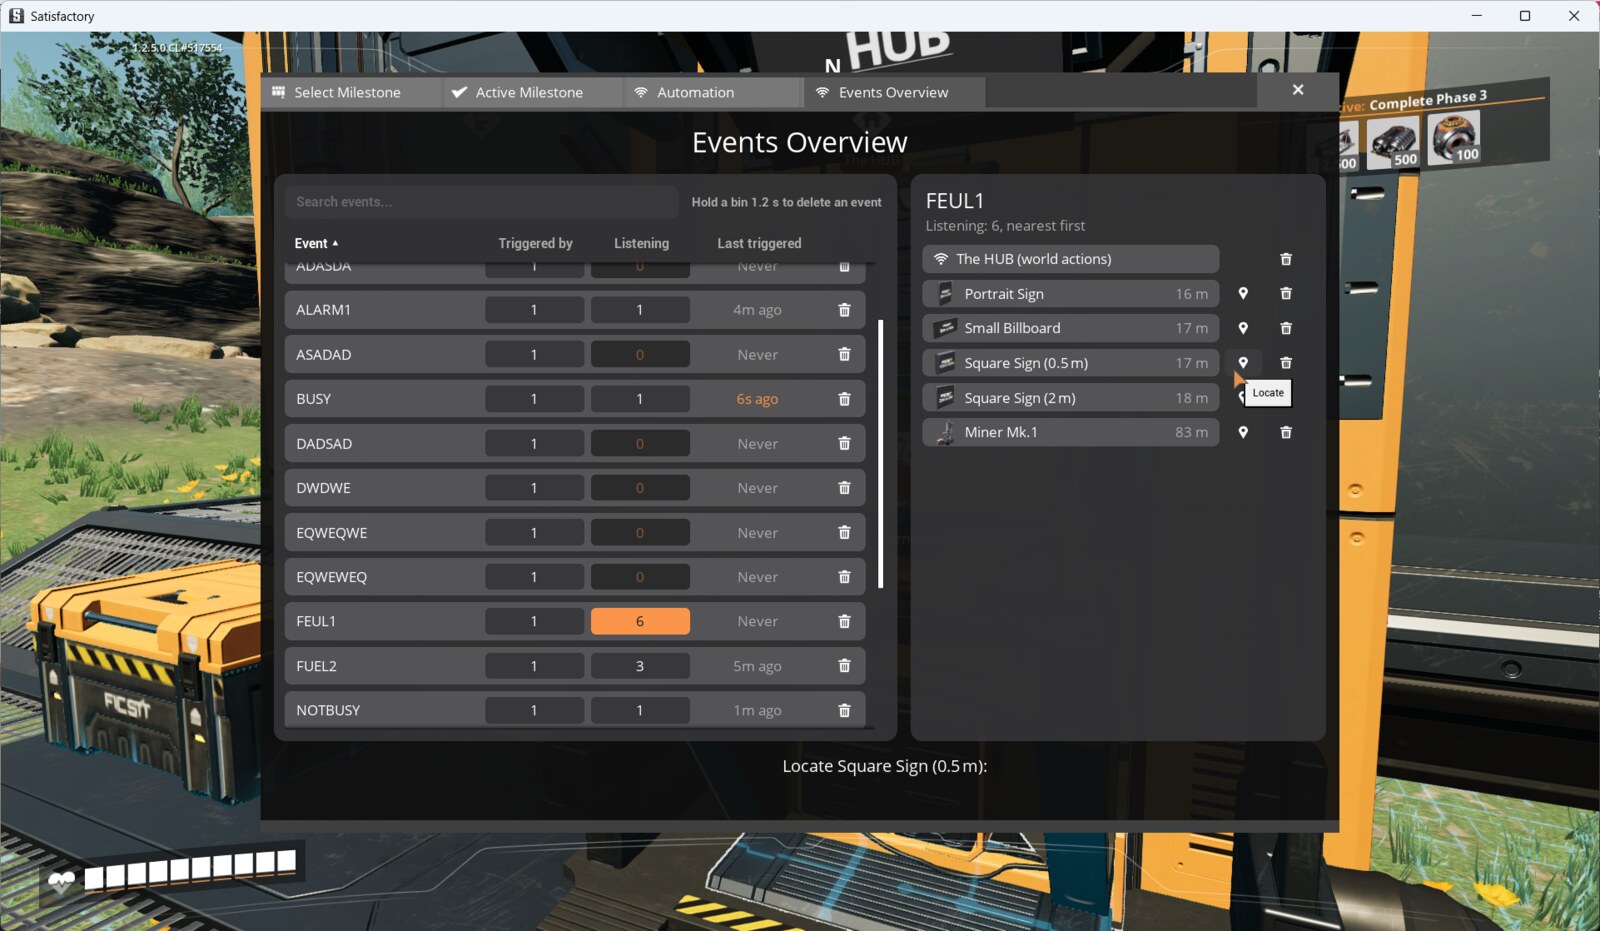 Satisfactory
1.2.5.0 CL#517554
HUB
N
Select Milestone
Active Milestone
Automation
Events Overview
Complete Phase 3
500
100
Events Overview
Search events...
Hold a bin 1.2 s to delete an event
Event Triggered by Listening Last triggered
ADASDA 1 0 Never
ALARM1 1 1 4m ago
ASADAD 1 0 Never
BUSY 1 1 6s ago
DADSAD 1 0 Never
DWDWE 1 0 Never
EQWEQWE 1 0 Never
EQWEWEQ 1 0 Never
FEUL1 1 6 Never
FUEL2 1 3 5m ago
NOTBUSY 1 1 1m ago
FEUL1
Listening: 6, nearest first
The HUB (world actions)
Portrait Sign 16 m
Small Billboard 17 m
Square Sign (0.5 m) 17 m
Locate
Square Sign (2 m) 18 m
Miner Mk.1 83 m
Locate Square Sign (0.5 m):
FICSIT